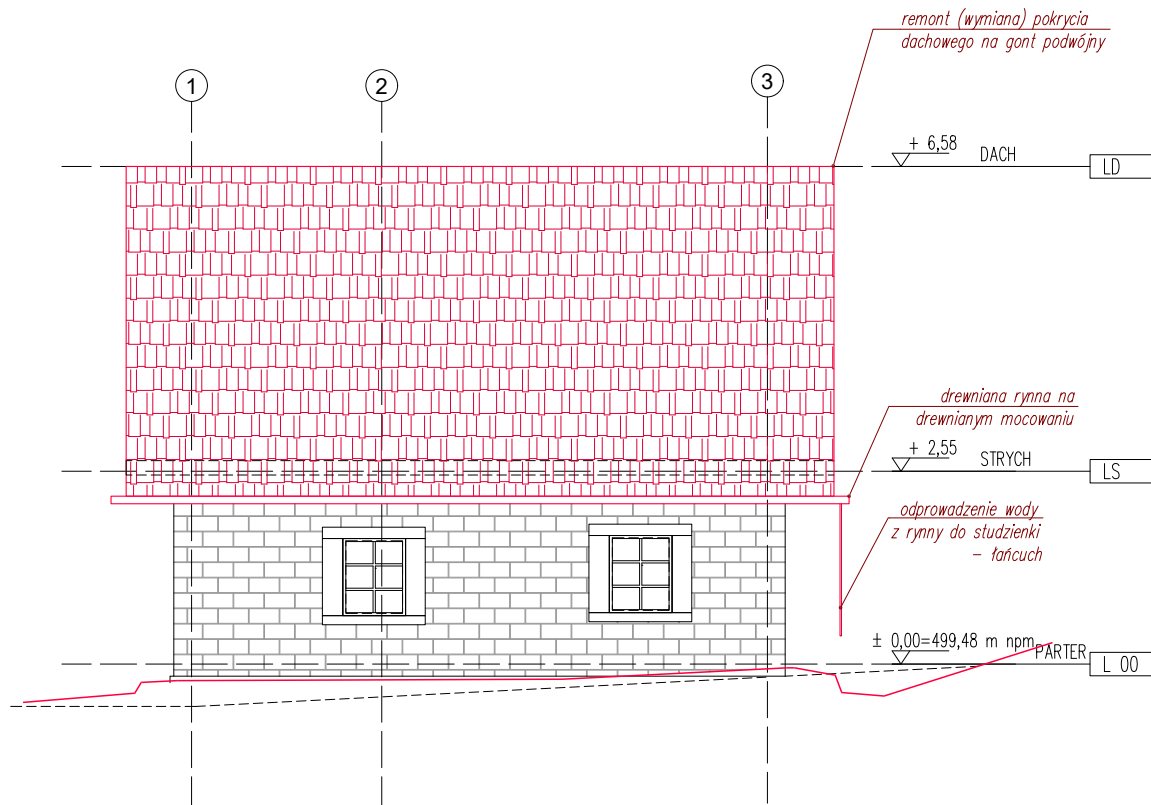 remont (wymiana) pokrycia
dachowego na gont podwójny
1
2
3
+ 6,58
DACH
LD
drewniana rynna na
drewnianym mocowaniu
+ 2,55
STRYCH
LS
odprowadzenie wody
z rynny do studzienki
– łańcuch
± 0,00=499,48 m npm
PARTER
L 00